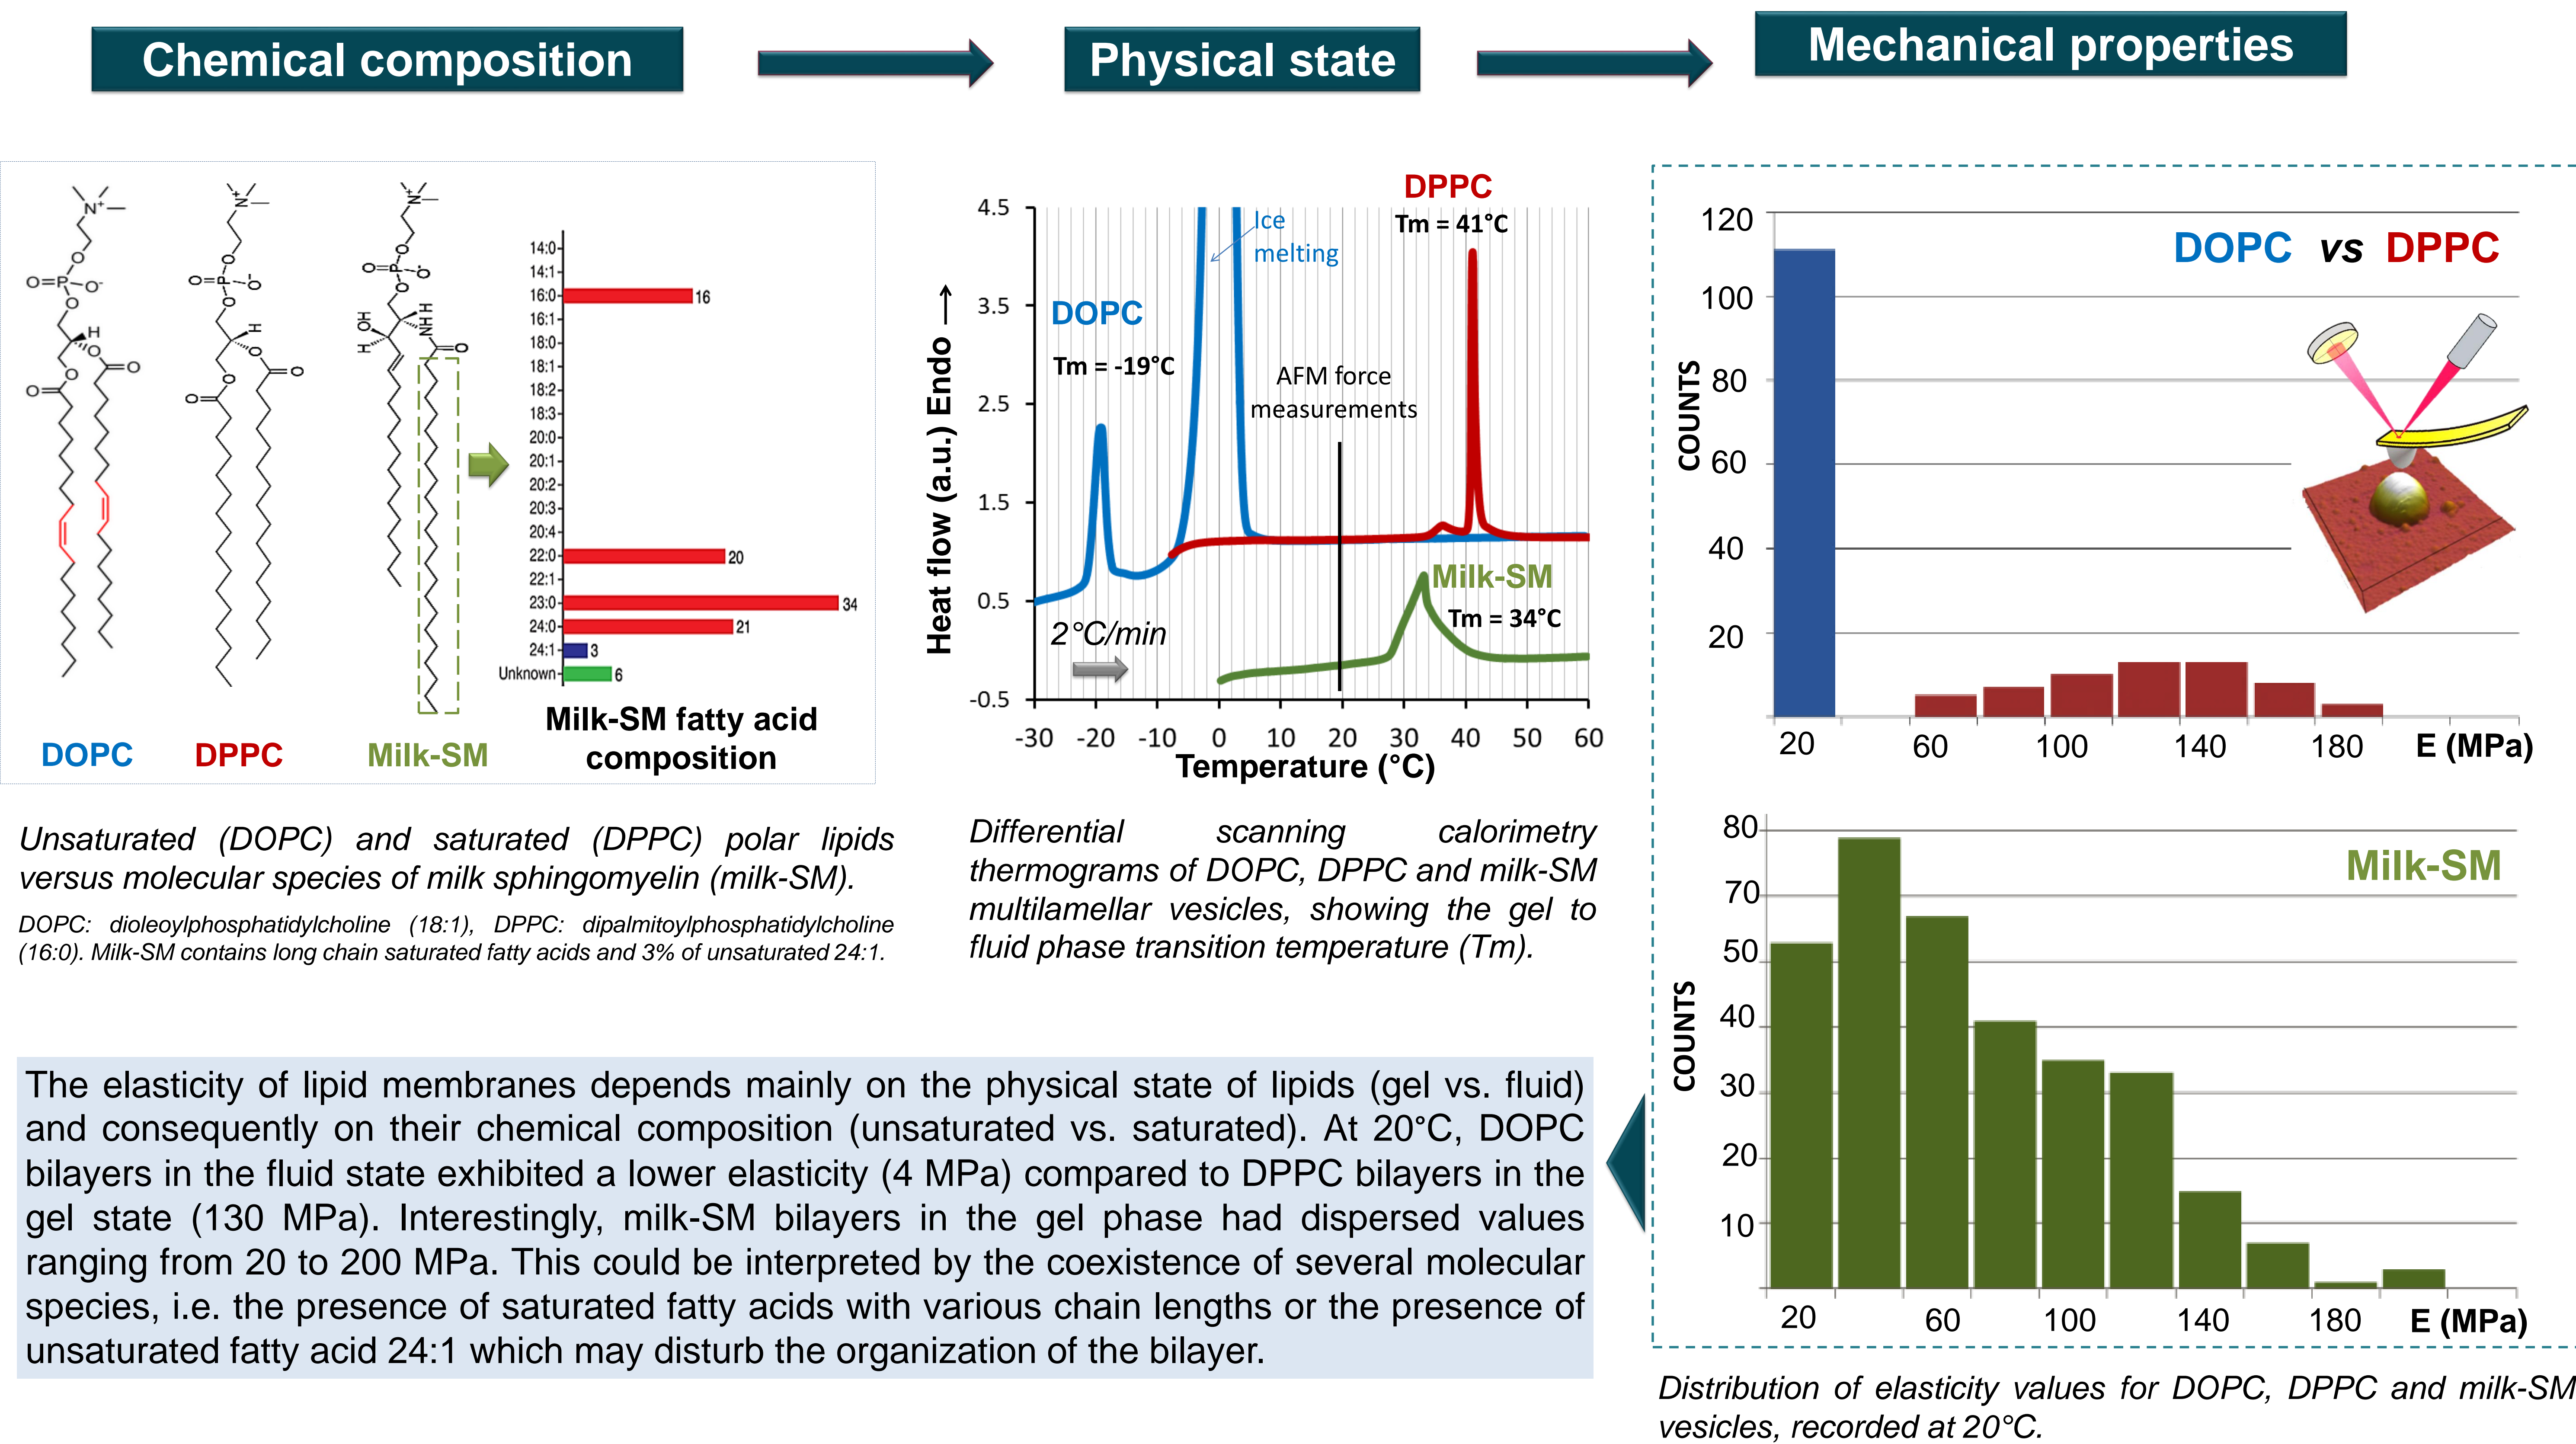 Chemical composition
Physical state
Mechanical properties
N+
O
O=P-O-
O
H
O
O
O
O
N+
O
O=P-O-
O
H
O
O
O
O
N+
O
O=P-O-
O
H
OH
NH
H
O
14:0
14:1
16:0
16
16:1
18:0
18:1
18:2
18:3
20:0
20:1
20:2
20:3
20:4
22:0
20
22:1
23:0
34
24:0
21
24:1
3
Unknown
6
DOPC
DPPC
Milk-SM
Milk-SM fatty acid
composition
Heat flow (a.u.) Endo →
4.5
3.5
2.5
1.5
0.5
-0.5
-30 -20 -10 0 10 20 30 40 50 60
Temperature (°C)
DPPC
Tm = 41°C
Ice
melting
DOPC
Tm = -19°C
AFM force
measurements
Milk-SM
Tm = 34°C
2°C/min
DOPC vs DPPC
COUNTS
120
100
80
60
40
20
20 60 100 140 180 E (MPa)
Milk-SM
COUNTS
80
70
50
40
30
20
10
20 60 100 140 180 E (MPa)
Unsaturated (DOPC) and saturated (DPPC) polar lipids
versus molecular species of milk sphingomyelin (milk-SM).
DOPC: dioleoylphosphatidylcholine (18:1), DPPC: dipalmitoylphosphatidylcholine
(16:0). Milk-SM contains long chain saturated fatty acids and 3% of unsaturated 24:1.
Differential scanning calorimetry
thermograms of DOPC, DPPC and milk-SM
multilamellar vesicles, showing the gel to
fluid phase transition temperature (Tm).
The elasticity of lipid membranes depends mainly on the physical state of lipids (gel vs. fluid)
and consequently on their chemical composition (unsaturated vs. saturated). At 20°C, DOPC
bilayers in the fluid state exhibited a lower elasticity (4 MPa) compared to DPPC bilayers in the
gel state (130 MPa). Interestingly, milk-SM bilayers in the gel phase had dispersed values
ranging from 20 to 200 MPa. This could be interpreted by the coexistence of several molecular
species, i.e. the presence of saturated fatty acids with various chain lengths or the presence of
unsaturated fatty acid 24:1 which may disturb the organization of the bilayer.
Distribution of elasticity values for DOPC, DPPC and milk-SM
vesicles, recorded at 20°C.